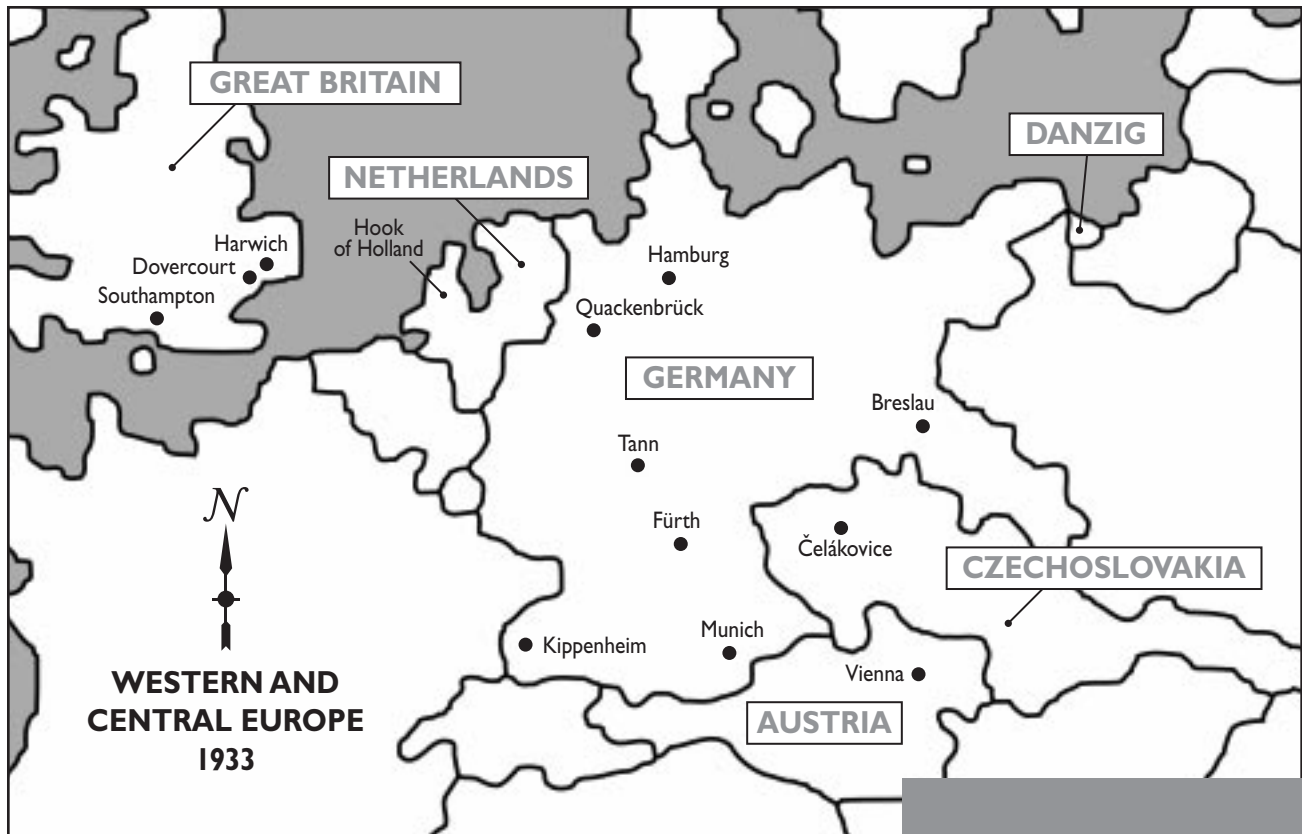 GREAT BRITAIN
DANZIG
NETHERLANDS
Hook
of Holland
Harwich
Dovercourt
Southampton
Hamburg
Quackenbrück
GERMANY
Breslau
Tann
N
Fürth
Čelákovice
CZECHOSLOVAKIA
Kippenheim
Munich
Vienna
WESTERN AND
CENTRAL EUROPE
1933
AUSTRIA